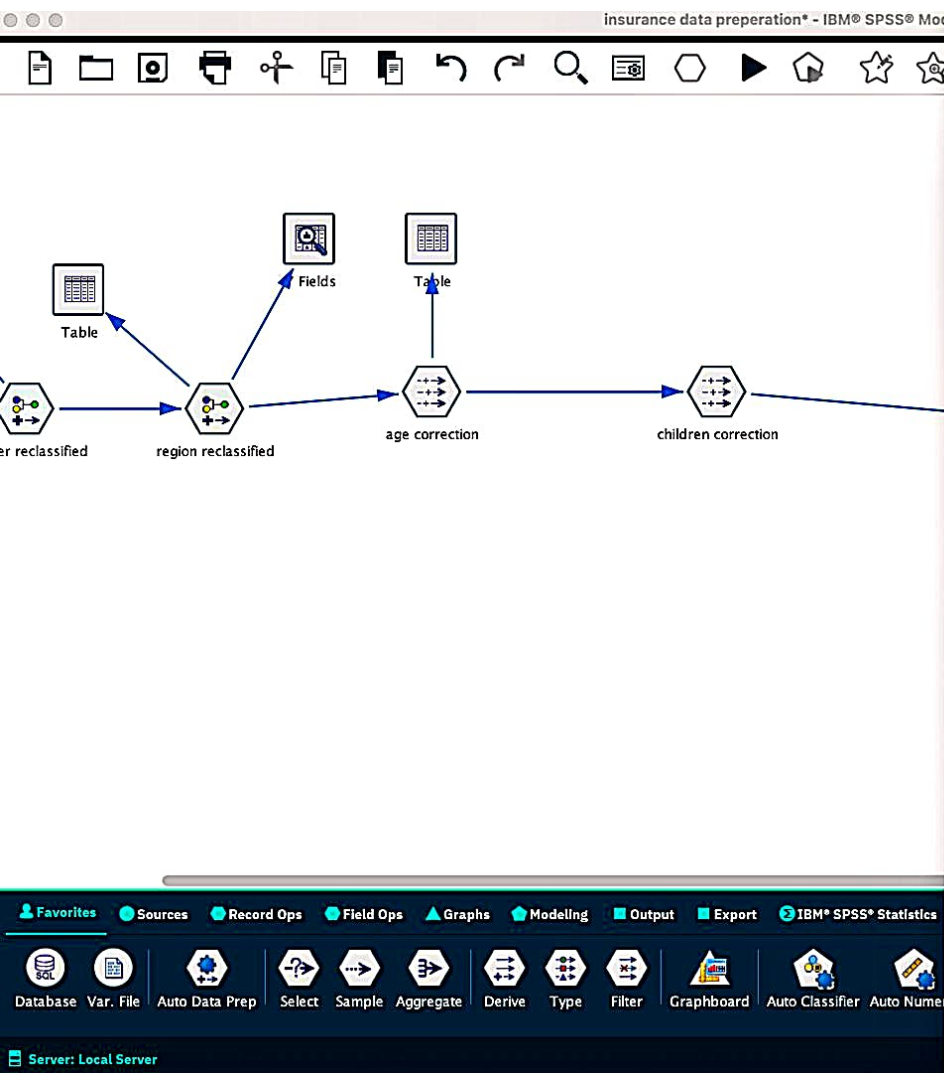 insurance data preperation* - IBM® SPSS® Mod
Fields
Table
Table
er reclassified
region reclassified
age correction
children correction
Favorites Sources Record Ops Field Ops Graphs Modeling Output Export IBM® SPSS® Statistics
SQL
Database Var. File Auto Data Prep Select Sample Aggregate Derive Type Filter Graphboard Auto Classifier Auto Numer
Server: Local Server